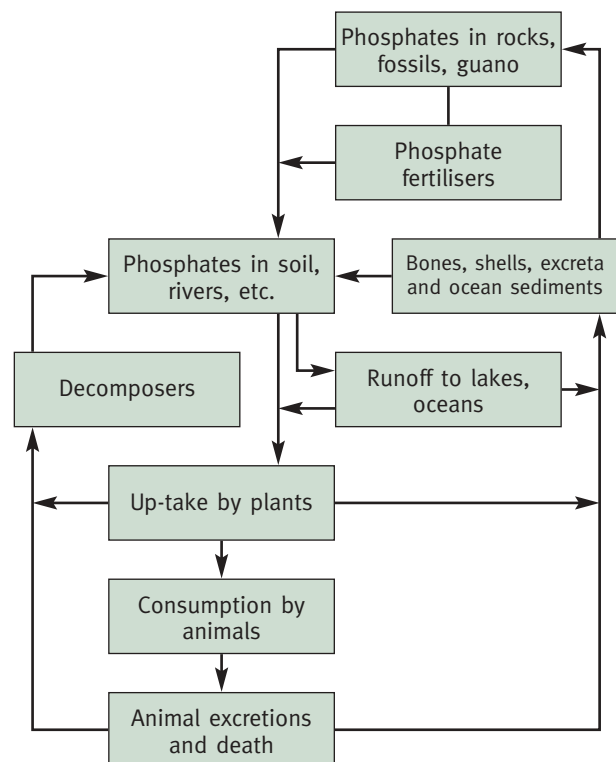 Phosphates in rocks,
fossils, guano
Phosphate
fertilisers
Phosphates in soil,
rivers, etc.
Bones, shells, excreta
and ocean sediments
Decomposers
Runoff to lakes,
oceans
Up-take by plants
Consumption by
animals
Animal excretions
and death